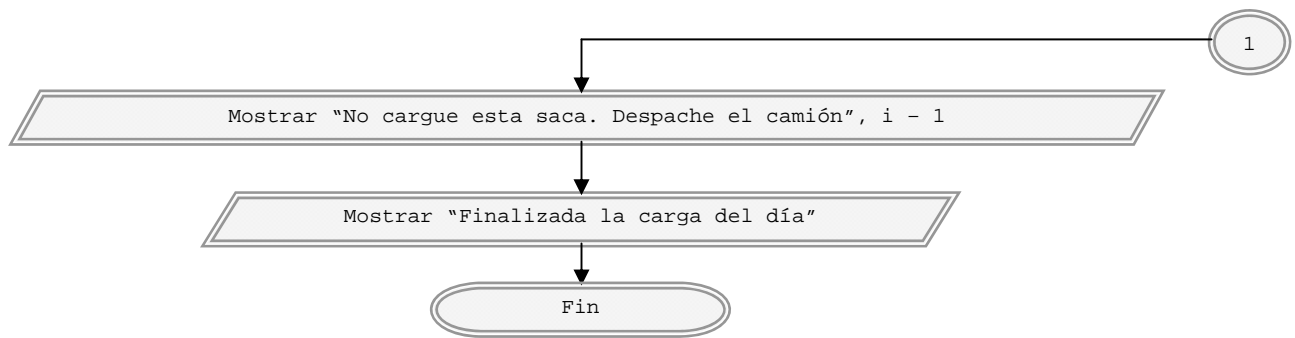 1
Mostrar “No cargue esta saca. Despache el camión”, i – 1
Mostrar “Finalizada la carga del día”
Fin